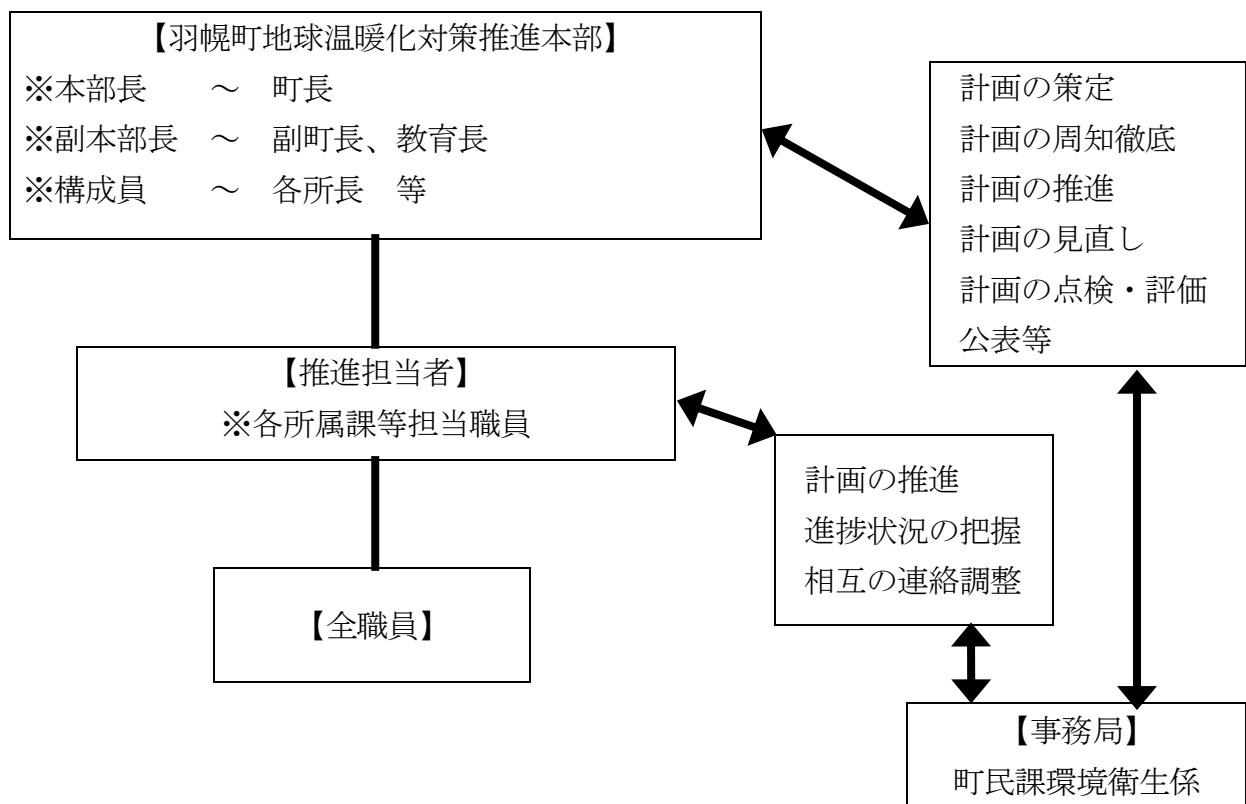 【羽幌町地球温暖化対策推進本部】
※本部長　　～　町長
※副本部長　～　副町長、教育長
※構成員　　～　各所長　等
計画の策定
計画の周知徹底
計画の推進
計画の見直し
計画の点検・評価
公表等
【推進担当者】
※各所属課等担当職員
計画の推進
進捗状況の把握
相互の連絡調整
【全職員】
【事務局】
町民課環境衛生係